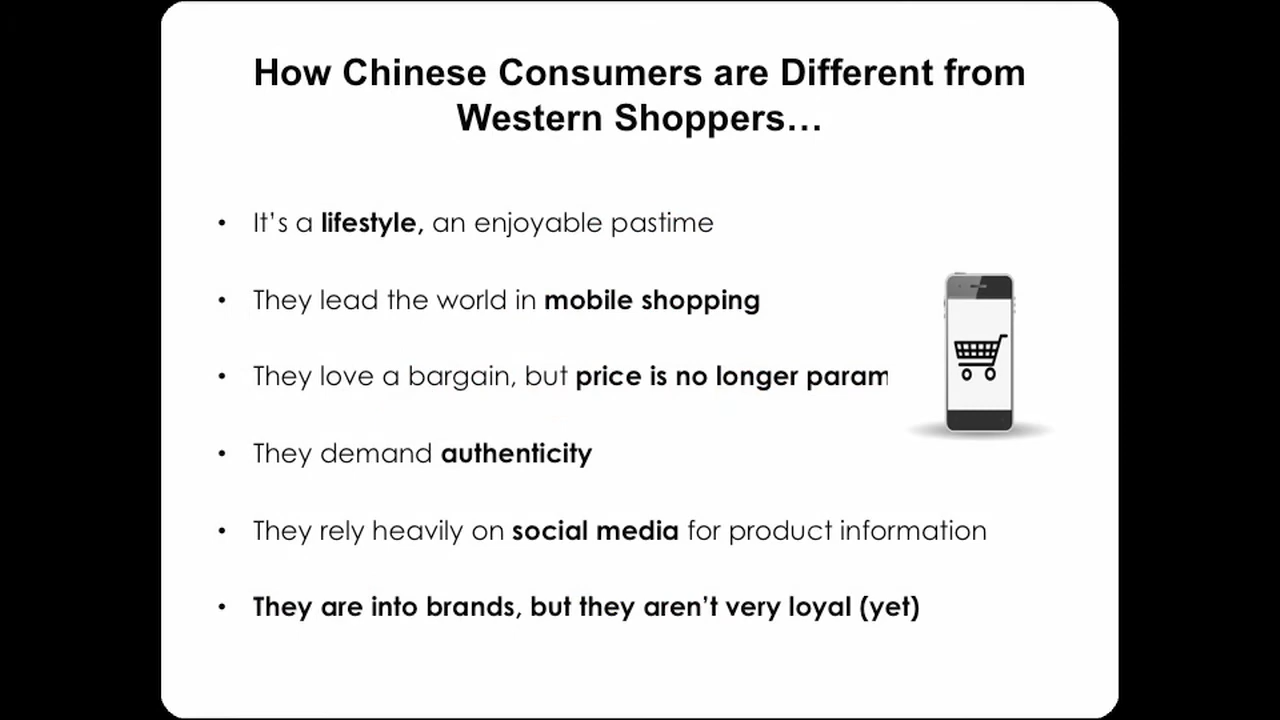 How Chinese Consumers are Different from
Western Shoppers…
• It's a lifestyle, an enjoyable pastime
• They lead the world in mobile shopping
• They love a bargain, but price is no longer param
• They demand authenticity
• They rely heavily on social media for product information
• They are into brands, but they aren't very loyal (yet)